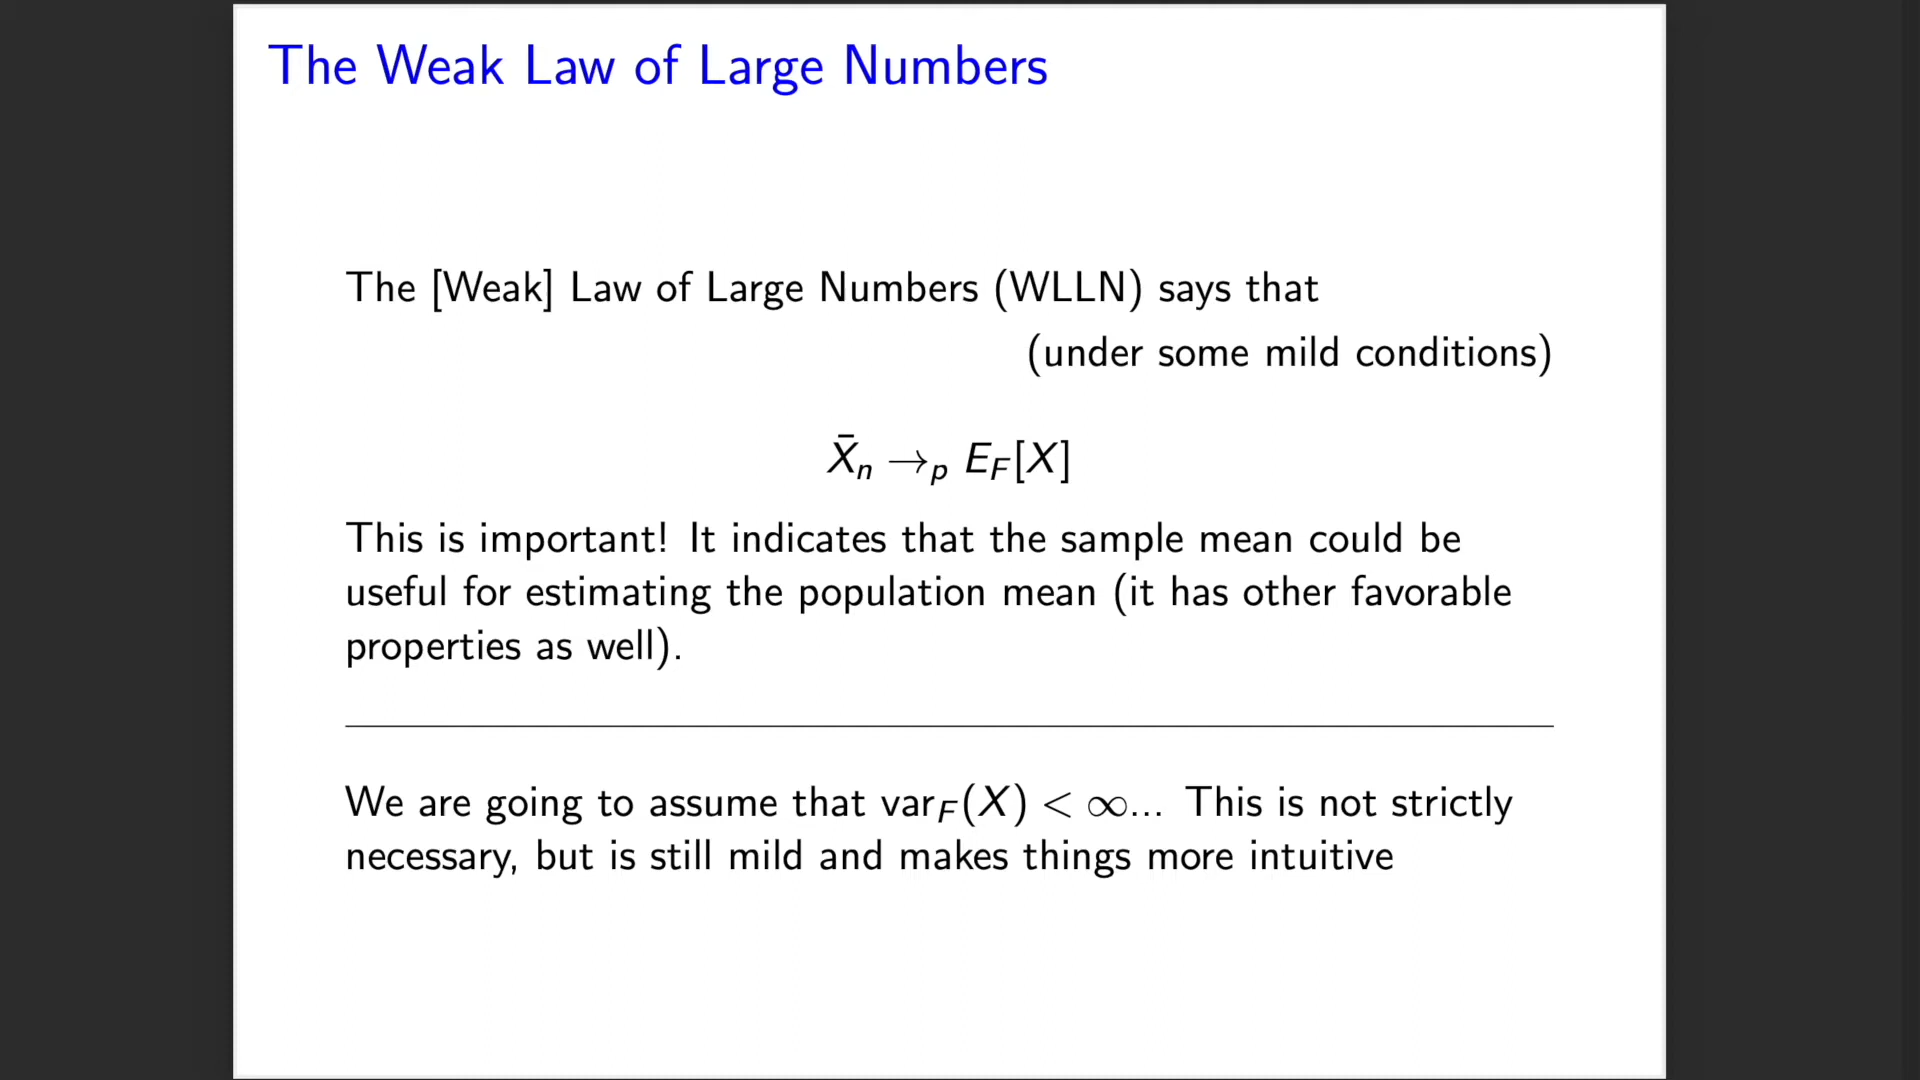 The Weak Law of Large Numbers
The [Weak] Law of Large Numbers (WLLN) says that
(under some mild conditions)
X̄ₙ →ₚ E_F[X]
This is important! It indicates that the sample mean could be
useful for estimating the population mean (it has other favorable
properties as well).
We are going to assume that var_F(X) < ∞... This is not strictly
necessary, but is still mild and makes things more intuitive